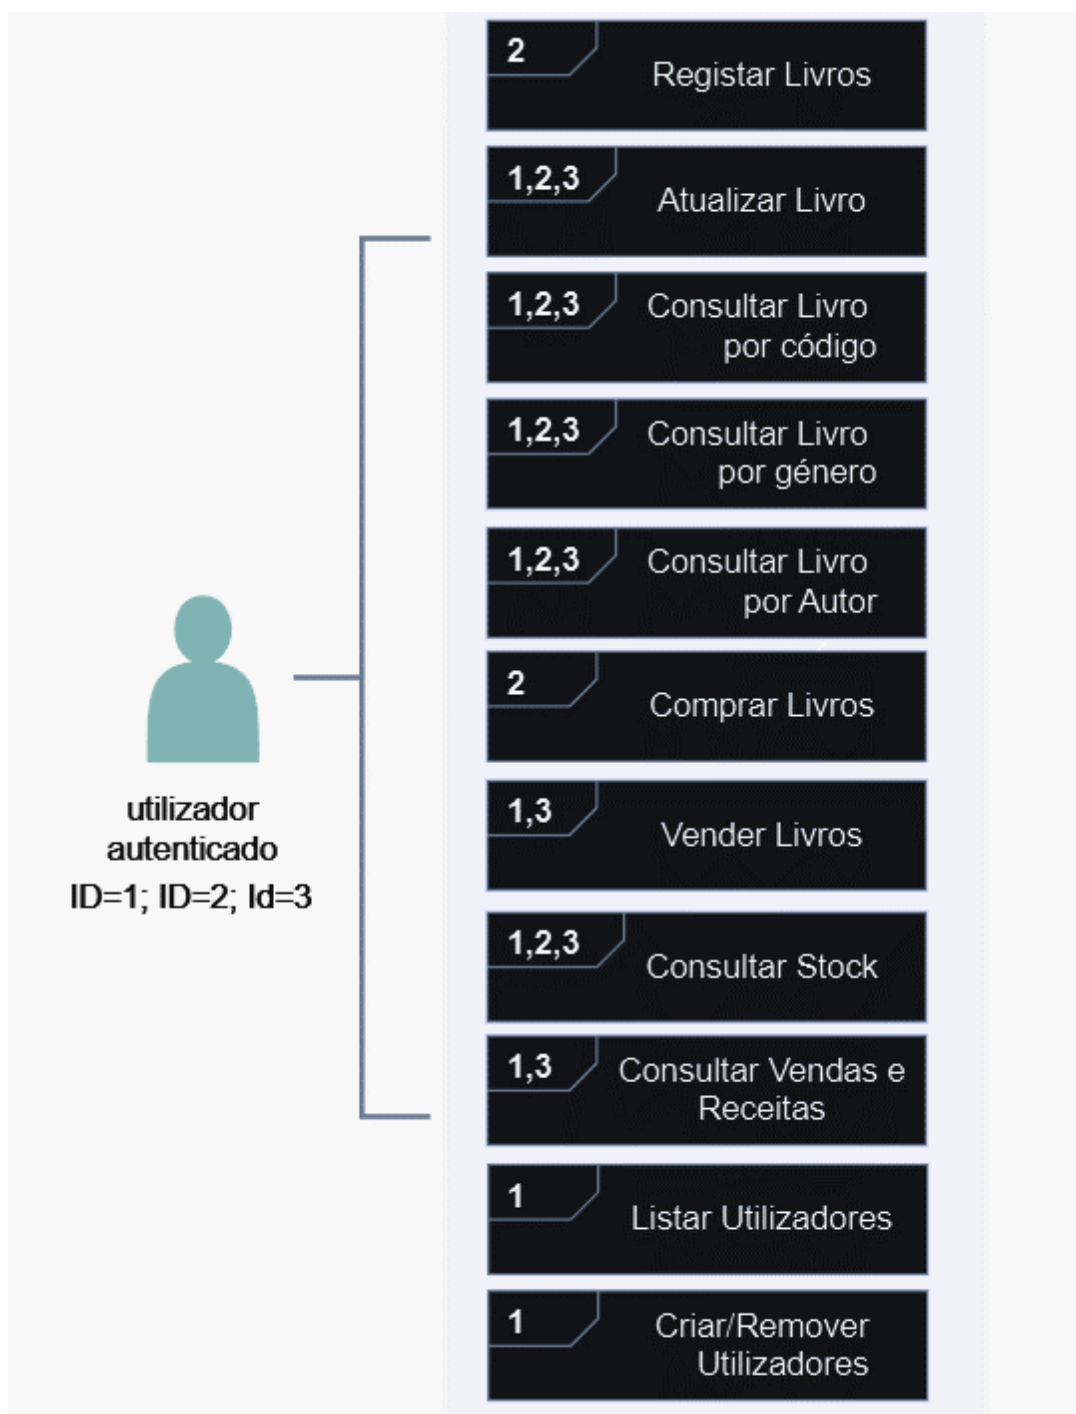 2
Registar Livros
1,2,3
Atualizar Livro
1,2,3
Consultar Livro
por código
1,2,3
Consultar Livro
por género
1,2,3
Consultar Livro
por Autor
2
Comprar Livros
1,3
Vender Livros
1,2,3
Consultar Stock
1,3
Consultar Vendas e
Receitas
1
Listar Utilizadores
1
Criar/Remover
Utilizadores
utilizador
autenticado
ID=1; ID=2; Id=3